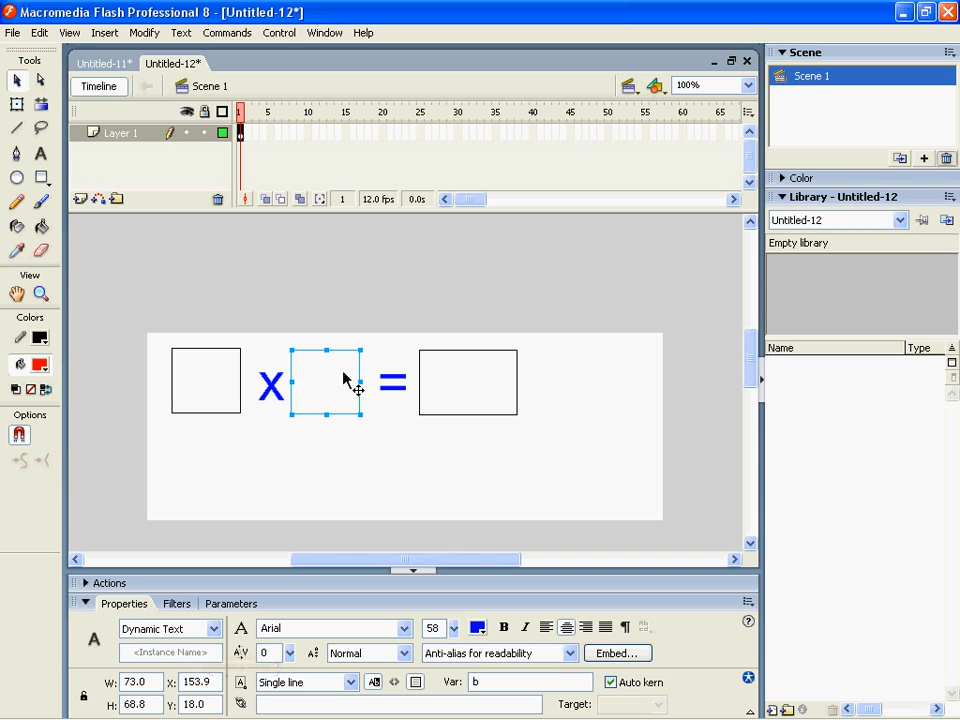 Macromedia Flash Professional 8 - [Untitled-12*]
File Edit View Insert Modify Text Commands Control Window Help
Tools
View
Colors
Options
Untitled-11* Untitled-12*
Timeline Scene 1 100%
1 5 10 15 20 25 30 35 40 45 50 55 60 65
Layer 1
1 12.0 fps 0.0s
x =
Actions
Properties Filters Parameters
A Dynamic Text A Arial 58 B I
<Instance Name> A/V 0 Normal Anti-alias for readability Embed...
W: 73.0 X: 153.9 Single line Var: b Auto kern
H: 68.8 Y: 18.0 Target:
Scene
Scene 1
Color
Library - Untitled-12
Untitled-12
Empty library
Name Type